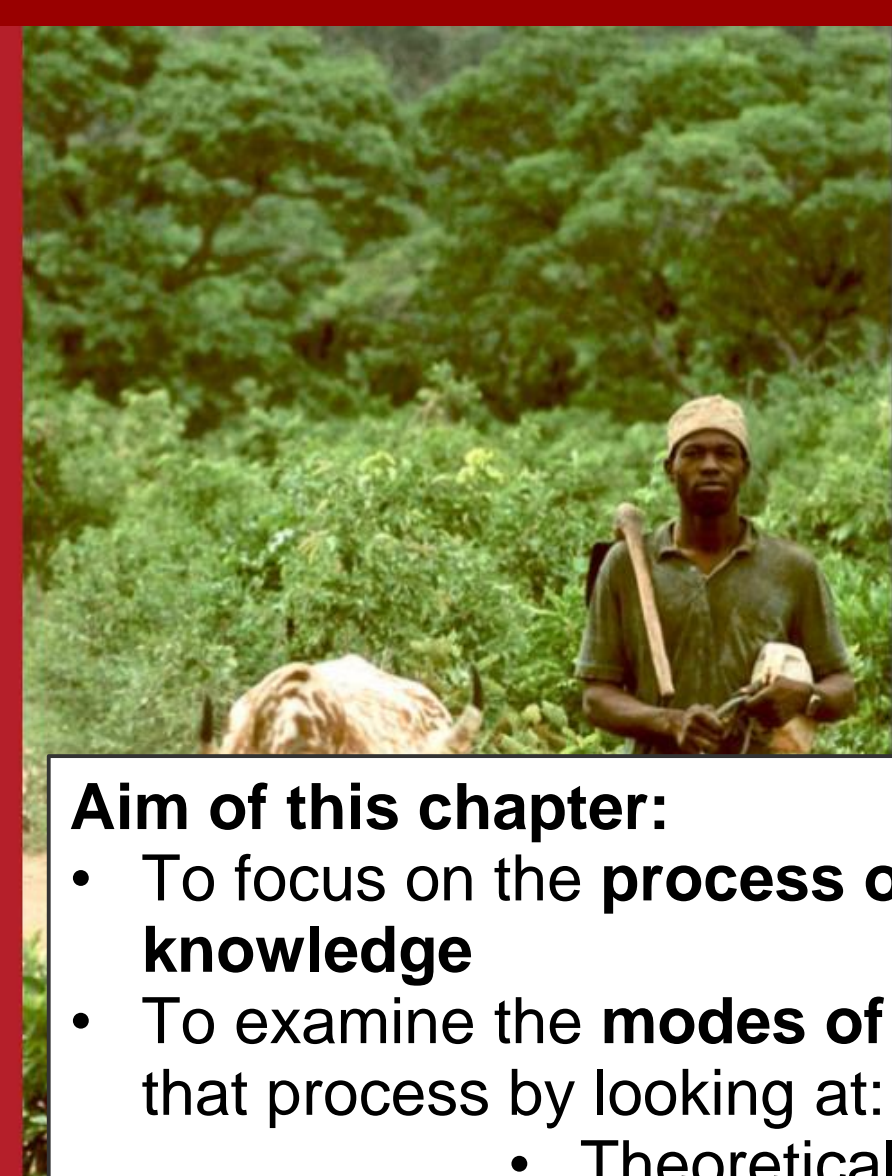 Aim of this chapter:
• To focus on the process o
knowledge
• To examine the modes of
that process by looking at:
• Theoretical